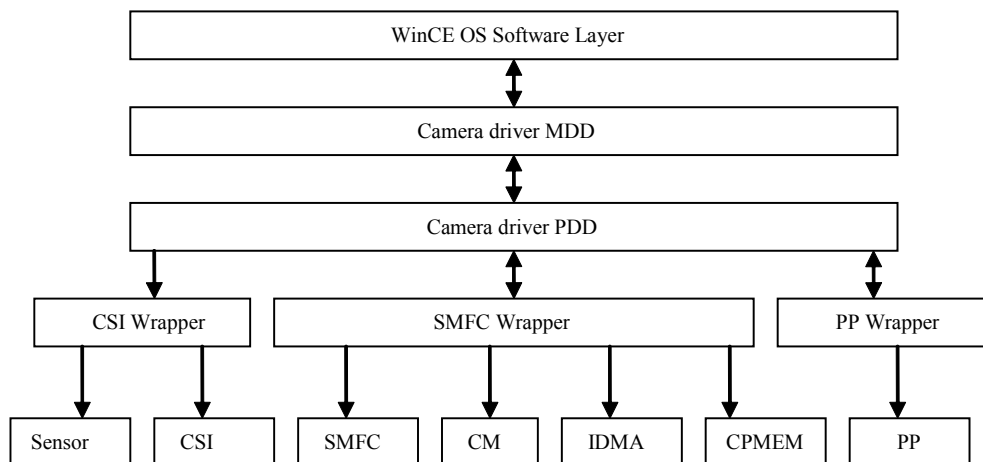 WinCE OS Software Layer
Camera driver MDD
Camera driver PDD
CSI Wrapper
SMFC Wrapper
PP Wrapper
Sensor
CSI
SMFC
CM
IDMA
CPMEM
PP